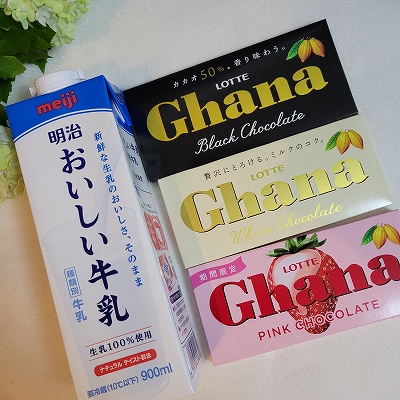 meiji
明治
おいしい牛乳
新鮮な生乳のおいしさ、そのまま
種類別 牛乳
生乳100%使用
ナチュラル テイスト製法
要冷蔵(10℃以下) 900ml
カカオ50%。香り味わう。
LOTTE
Ghana
Black Chocolate
贅沢にとろける。ミルクのコク。
LOTTE
Ghana
White Chocolate
期間限定
LOTTE
Ghana
PINK CHOCOLATE